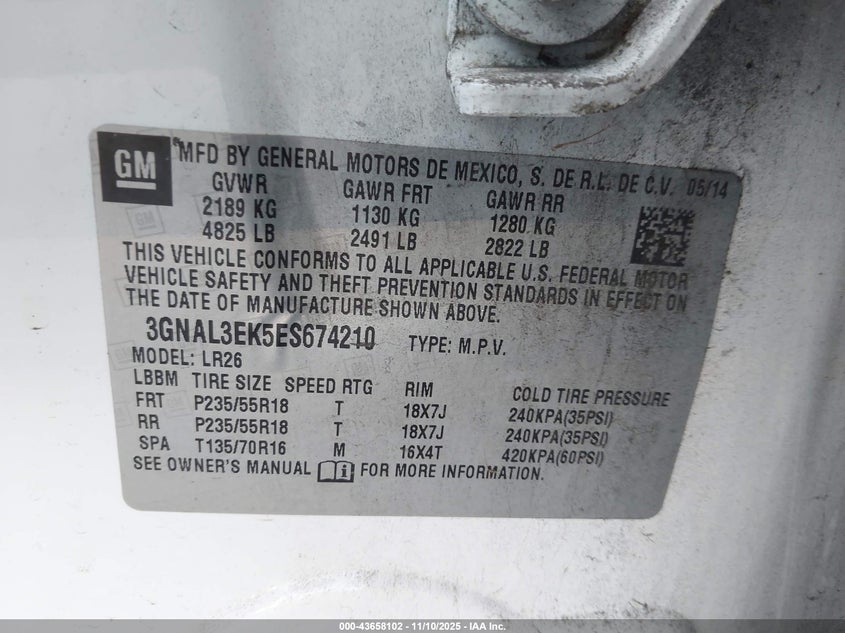 GM
MFD BY GENERAL MOTORS DE MEXICO, S. DE R.L. DE C.V. 05/14
GVWR GAWR FRT GAWR RR
2189 KG 1130 KG 1280 KG
4825 LB 2491 LB 2822 LB
THIS VEHICLE CONFORMS TO ALL APPLICABLE U.S. FEDERAL MOTOR
VEHICLE SAFETY AND THEFT PREVENTION STANDARDS IN EFFECT ON
THE DATE OF MANUFACTURE SHOWN ABOVE.
3GNAL3EK5ES674210 TYPE: M.P.V.
MODEL: LR26
LBBM TIRE SIZE SPEED RTG RIM COLD TIRE PRESSURE
FRT P235/55R18 T 18X7J 240KPA(35PSI)
RR P235/55R18 T 18X7J 240KPA(35PSI)
SPA T135/70R16 M 16X4T 420KPA(60PSI)
SEE OWNER'S MANUAL FOR MORE INFORMATION.
000-43658102 - 11/10/2025 - IAA Inc.